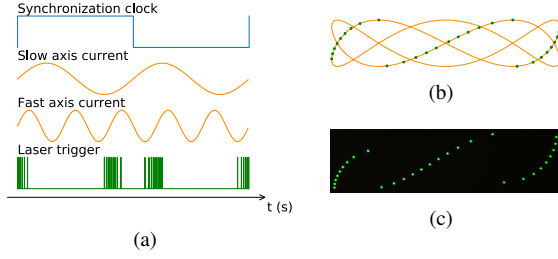 Synchronization clock
Slow axis current
Fast axis current
Laser trigger
t (s)
(a)
(b)
(c)